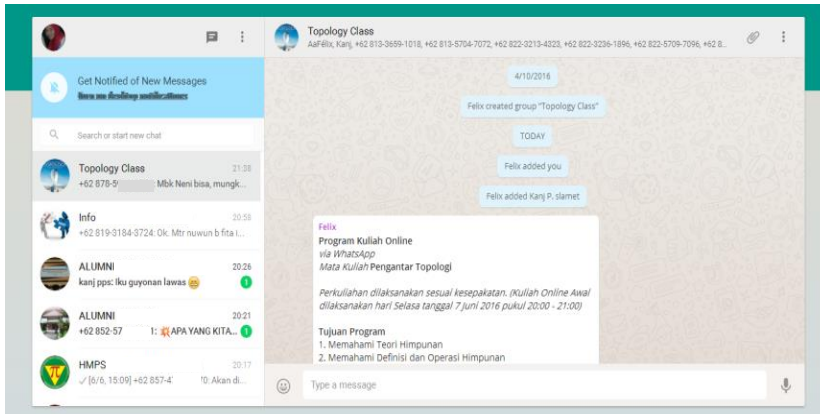 Get Notified of New Messages
Turn on desktop notifications
Search or start new chat
Topology Class 21:28
+62 878-5 Mbk Neni bisa, mungk...
Info 20:58
+62 819-3184-3724: Ok. Mtr nuwun b fita i...
ALUMNI 20:26
kanj pps: Iku guyonan lawas 😄 1
ALUMNI 20:21
+62 852-57 1: 💥APA YANG KITA... 1
HMPS 20:17
✓ [6/6, 15:09] +62 857-4 '0: Akan di...
Topology Class
AaFélix, Kanj, +62 813-3659-1018, +62 813-5704-7072, +62 822-3213-4323, +62 822-3236-1896, +62 822-5709-7096, +62 8...
4/10/2016
Felix created group "Topology Class"
TODAY
Felix added you
Felix added Kanj P. slamet
Felix
Program Kuliah Online
via WhatsApp
Mata Kuliah Pengantar Topologi
Perkuliahan dilaksanakan sesuai kesepakatan. (Kuliah Online Awal
dilaksanakan hari Selasa tanggal 7 Juni 2016 pukul 20:00 - 21:00)
Tujuan Program
1. Memahami Teori Himpunan
2. Memahami Definisi dan Operasi Himpunan
Type a message